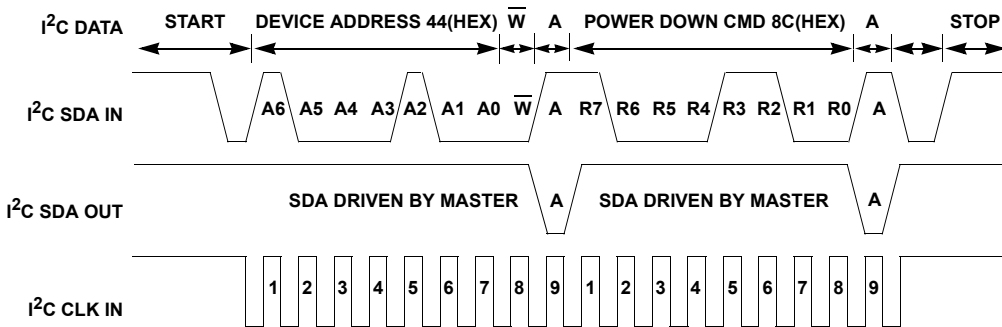 I2C DATA START DEVICE ADDRESS 44(HEX) W A POWER DOWN CMD 8C(HEX) A STOP
I2C SDA IN A6 A5 A4 A3 A2 A1 A0 W A R7 R6 R5 R4 R3 R2 R1 R0 A
I2C SDA OUT SDA DRIVEN BY MASTER A SDA DRIVEN BY MASTER A
I2C CLK IN 1 2 3 4 5 6 7 8 9 1 2 3 4 5 6 7 8 9